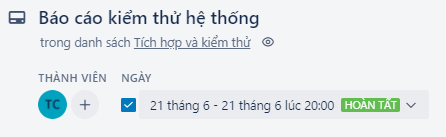 Báo cáo kiểm thử hệ thống
trong danh sách Tích hợp và kiểm thử
THÀNH VIÊN NGÀY
TC + 21 tháng 6 - 21 tháng 6 lúc 20:00 HOÀN TẤT